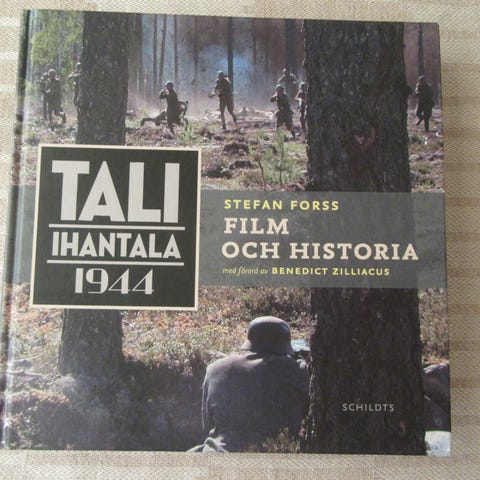 TALI
IHANTALA
1944
STEFAN FORSS
FILM
OCH HISTORIA
med förord av BENEDICT ZILLIACUS
SCHILDTS